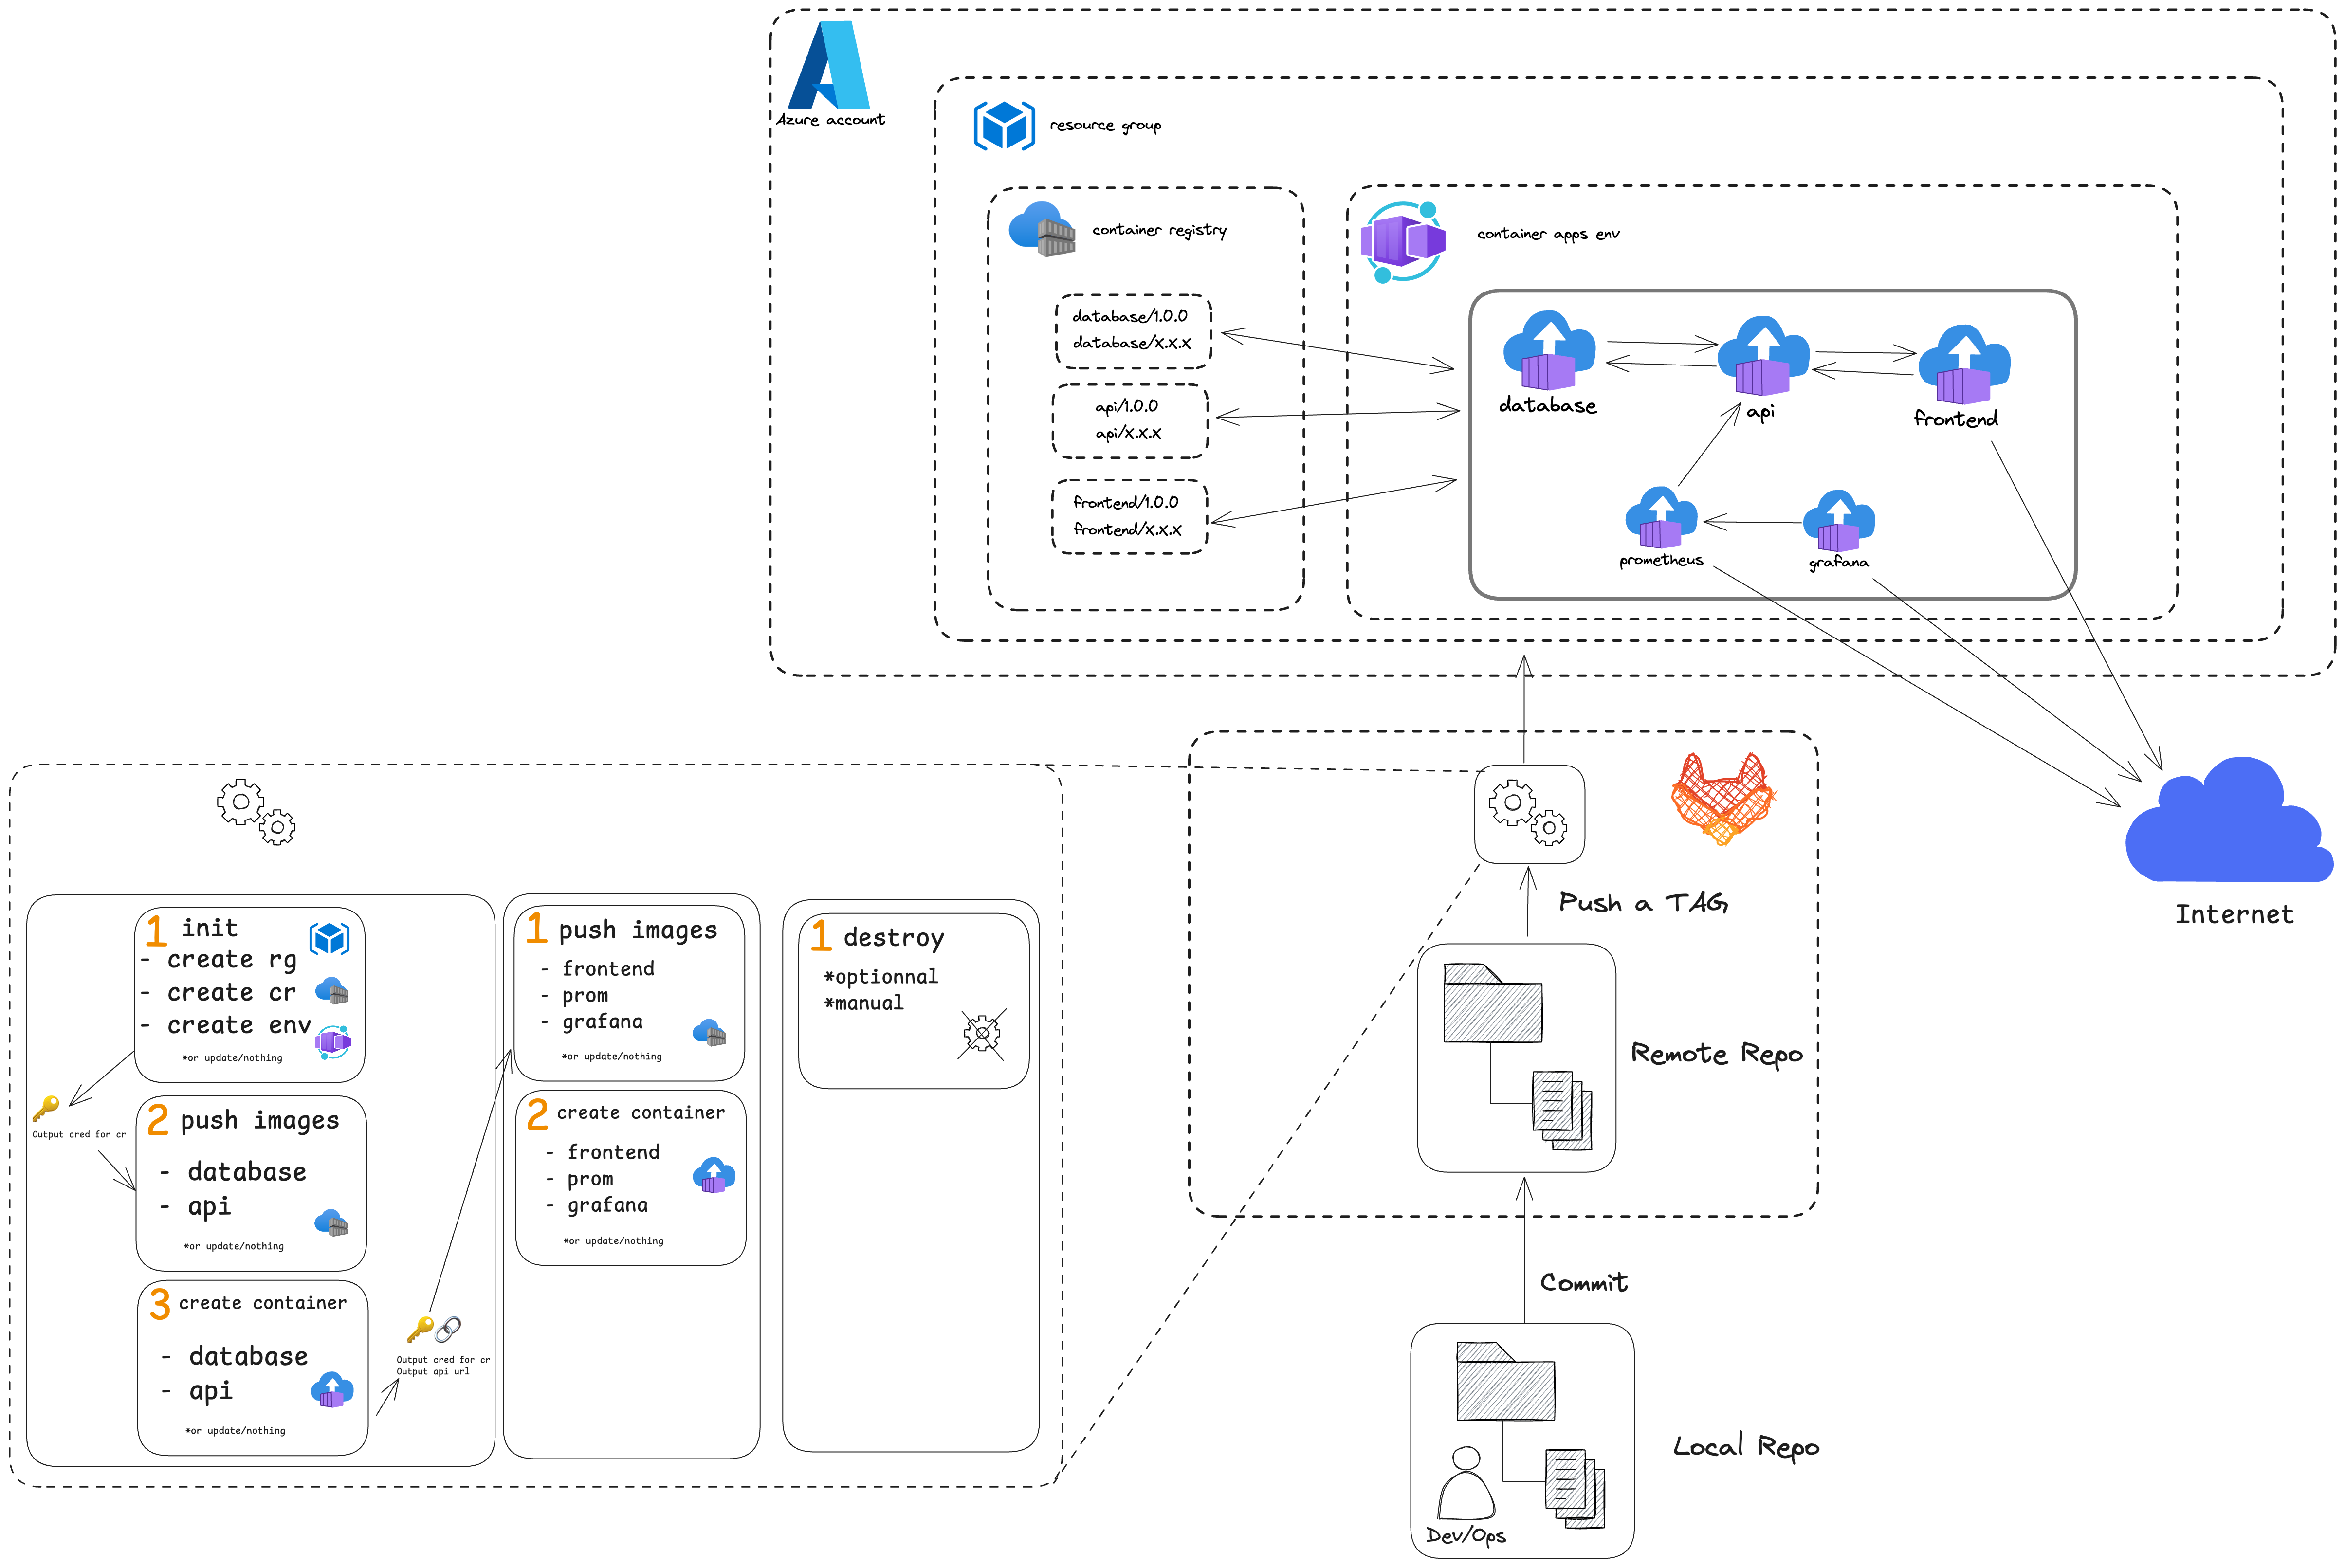 Azure account
resource group
container registry
container apps env
database/1.0.0
database/x.x.x
api/1.0.0
api/x.x.x
frontend/1.0.0
frontend/x.x.x
database
api
frontend
prometheus
grafana
Internet
Push a TAG
Remote Repo
Commit
Local Repo
Dev/Ops
1 init
- create rg
- create cr
- create env
*or update/nothing
Output cred for cr
2 push images
- database
- api
*or update/nothing
3 create container
- database
- api
*or update/nothing
Output cred for cr
Output api url
1 push images
- frontend
- prom
- grafana
*or update/nothing
2 create container
- frontend
- prom
- grafana
*or update/nothing
1 destroy
*optionnal
*manual